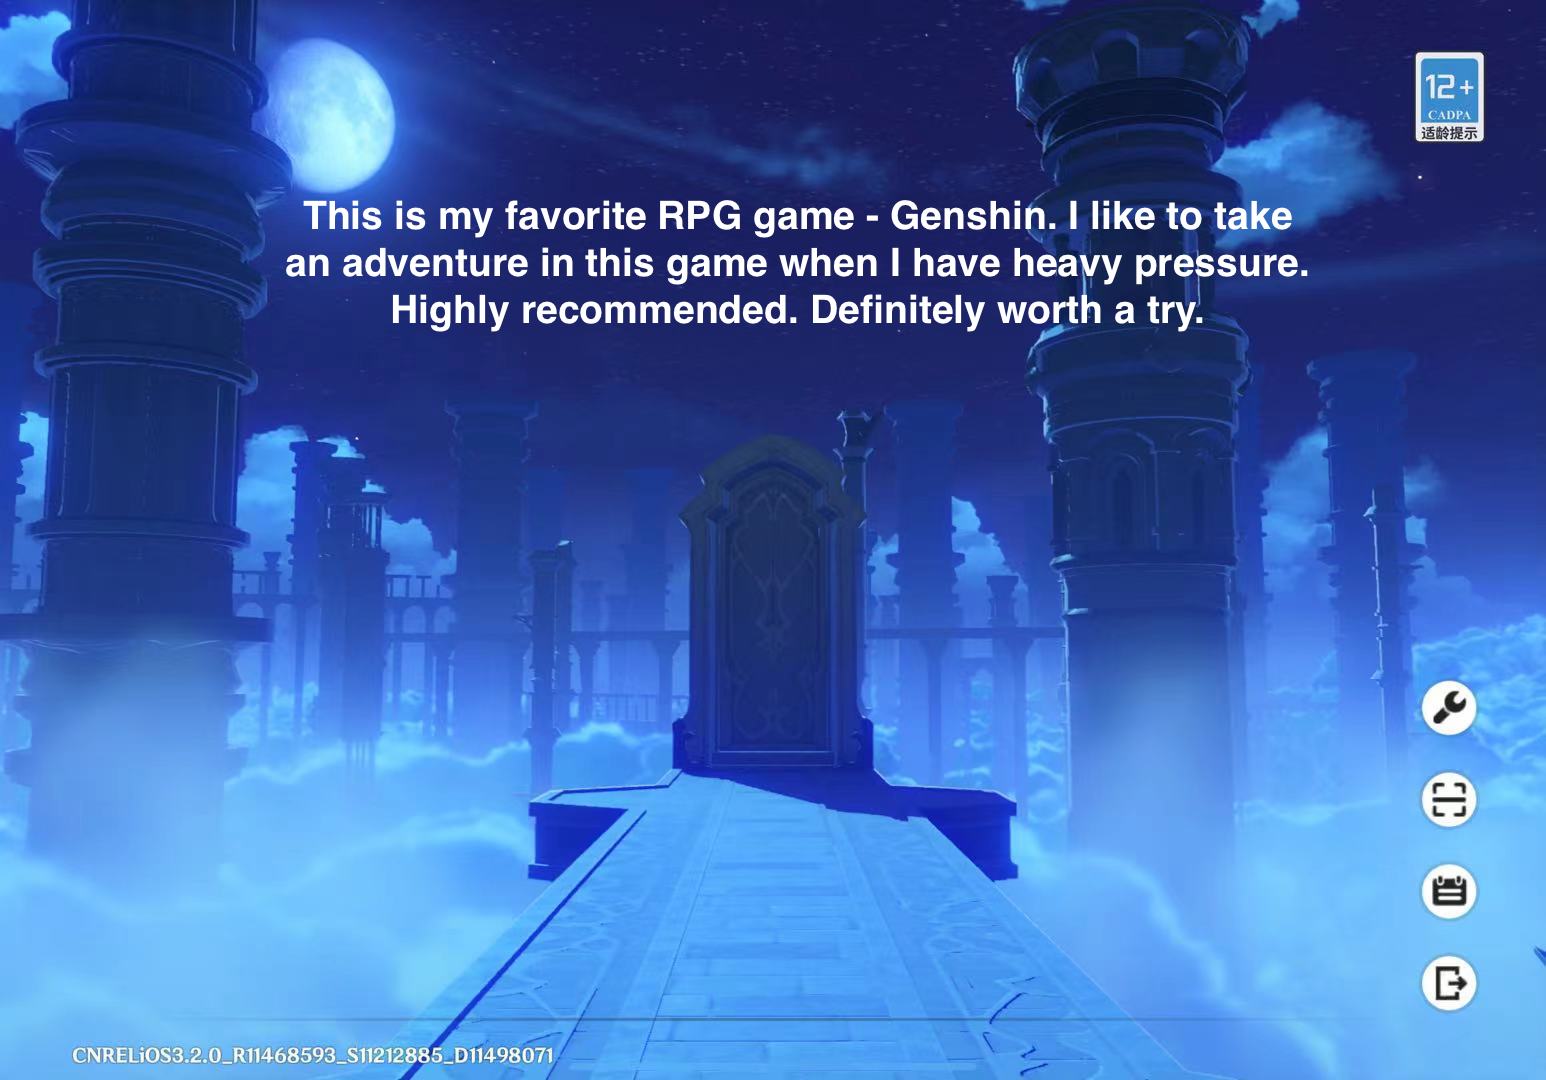 12+
CADPA
适龄提示
This is my favorite RPG game - Genshin. I like to take
an adventure in this game when I have heavy pressure.
Highly recommended. Definitely worth a try.
CNRELiOS3.2.0_R11468593_S11212885_D11498071